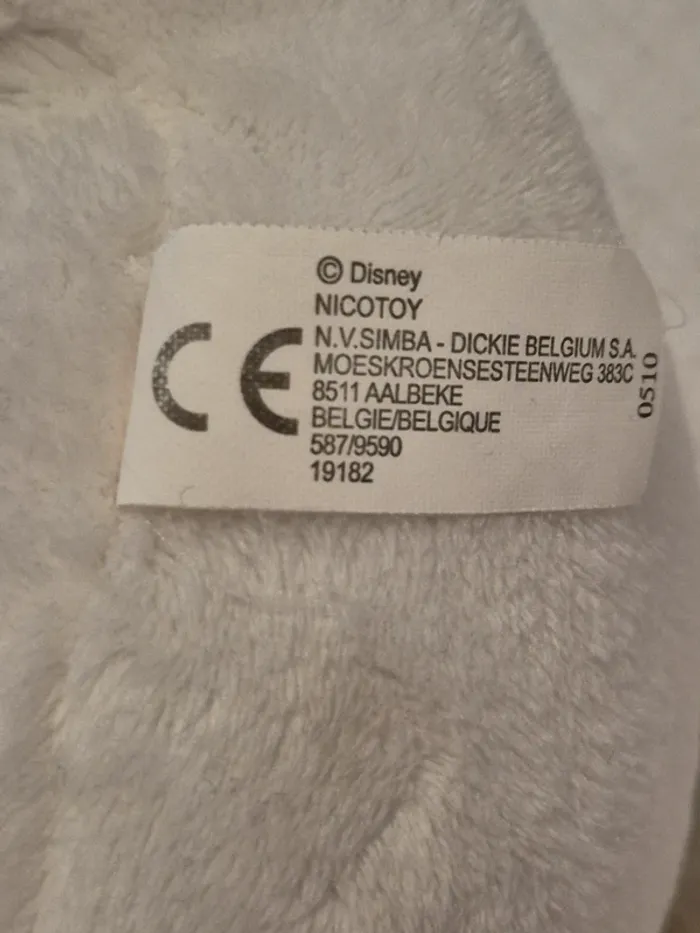 CE
© Disney
NICOTOY
N.V.SIMBA - DICKIE BELGIUM S.A.
MOESKROENSESTEENWEG 383C
8511 AALBEKE
BELGIE/BELGIQUE
587/9590
19182
0510